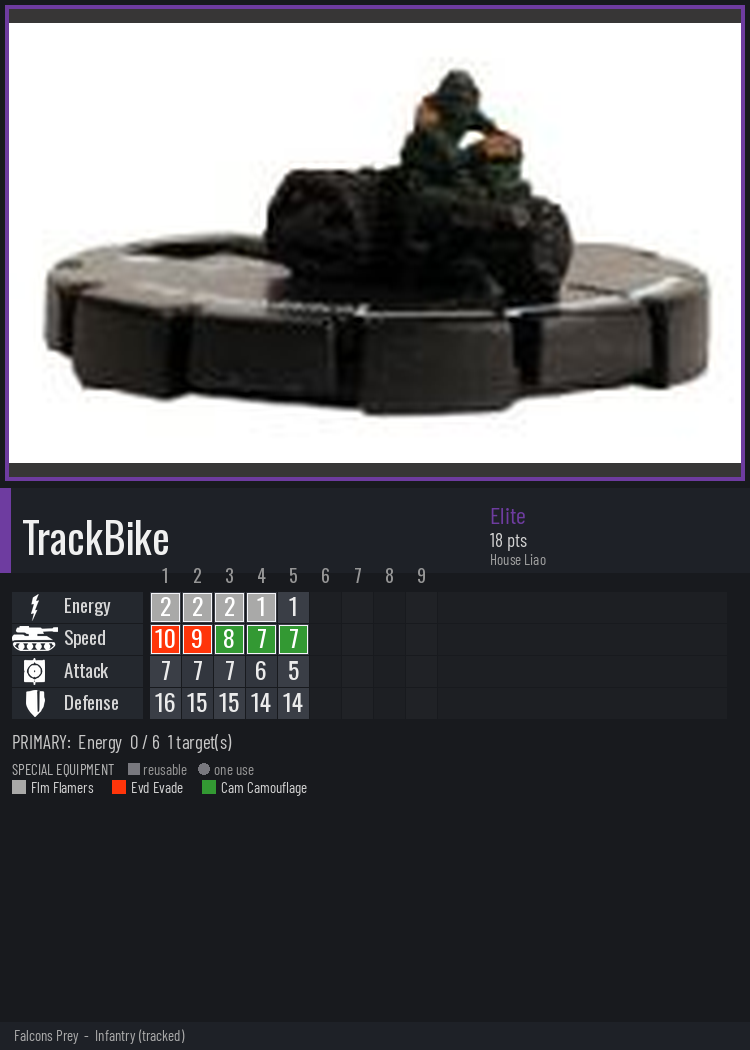 TrackBike
Elite
18 pts
House Liao
1 2 3 4 5 6 7 8 9
Energy 2 2 2 1 1
Speed 10 9 8 7 7
Attack 7 7 7 6 5
Defense 16 15 15 14 14
PRIMARY: Energy 0 / 6 1 target(s)
SPECIAL EQUIPMENT reusable one use
Flm Flamers Evd Evade Cam Camouflage
Falcons Prey - Infantry (tracked)